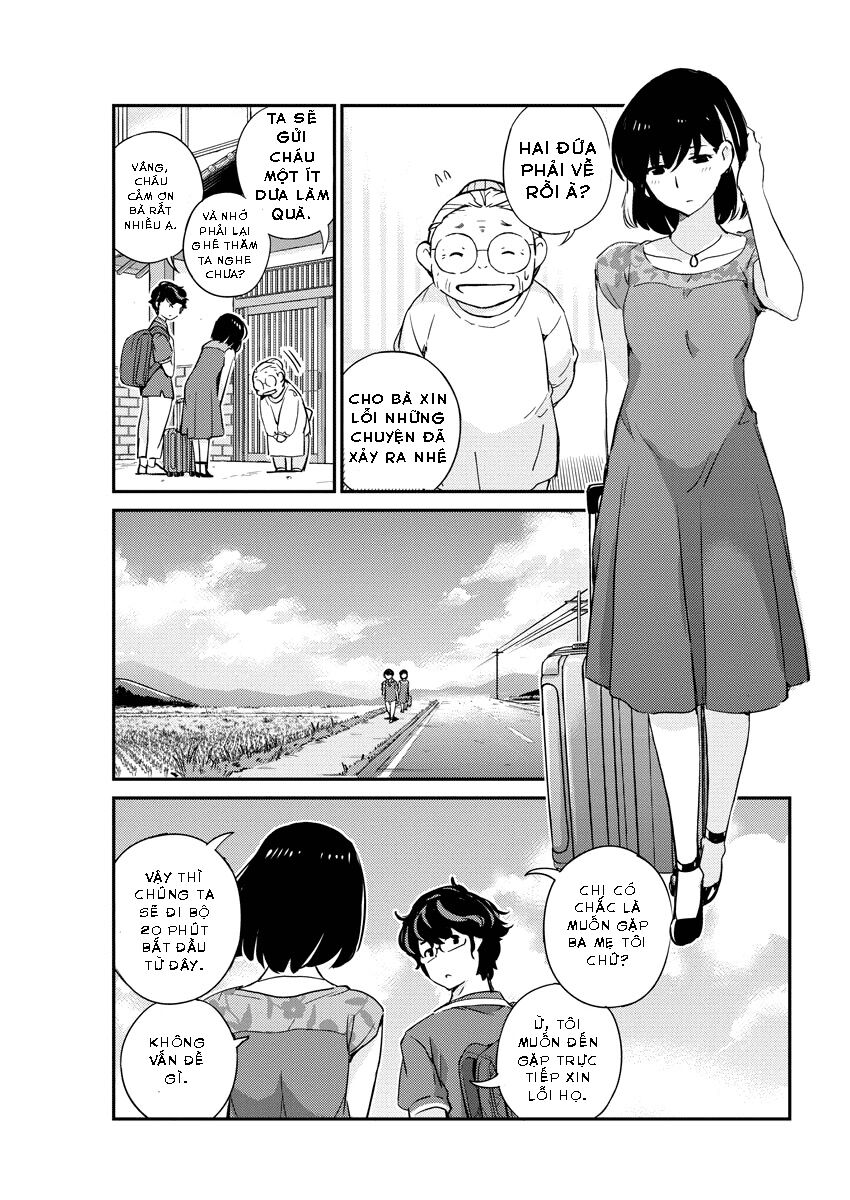 HAI ĐỨA
PHẢI VỀ
RỒI À?
CHO BÀ XIN
LỖI NHỮNG
CHUYỆN ĐÃ
XẢY RA NHÉ
TA SẼ
GỬI
CHÁU
MỘT ÍT
DƯA LÀM
QUÀ.
VÀ NHỚ
PHẢI LẠI
GHÉ THĂM
TA NGHE
CHƯA?
VÂNG,
CHÁU
CẢM ƠN
BÀ RẤT
NHIỀU Ạ.
CHỊ CÓ
CHẮC LÀ
MUỐN GẶP
BA MẸ TÔI
CHỨ?
Ừ, TÔI
MUỐN ĐẾN
GẶP TRỰC
TIẾP XIN
LỖI HỌ.
VẬY THÌ
CHÚNG TA
SẼ ĐI BỘ
20 PHÚT
BẮT ĐẦU
TỪ ĐÂY.
KHÔNG
VẤN ĐỀ
GÌ.